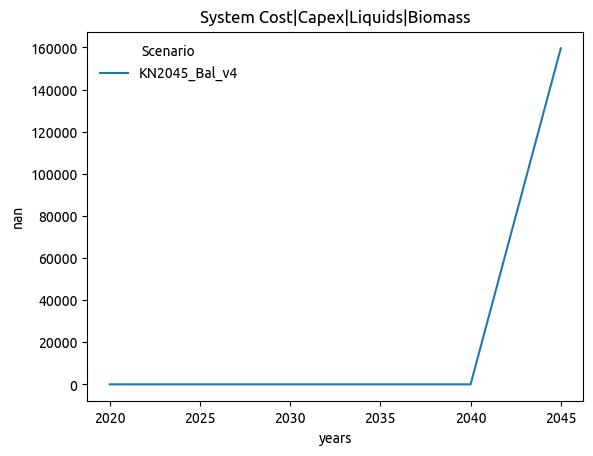 System Cost|Capex|Liquids|Biomass
Scenario
KN2045_Bal_v4
160000
140000
120000
100000
80000
60000
40000
20000
0
nan
2020 2025 2030 2035 2040 2045
years